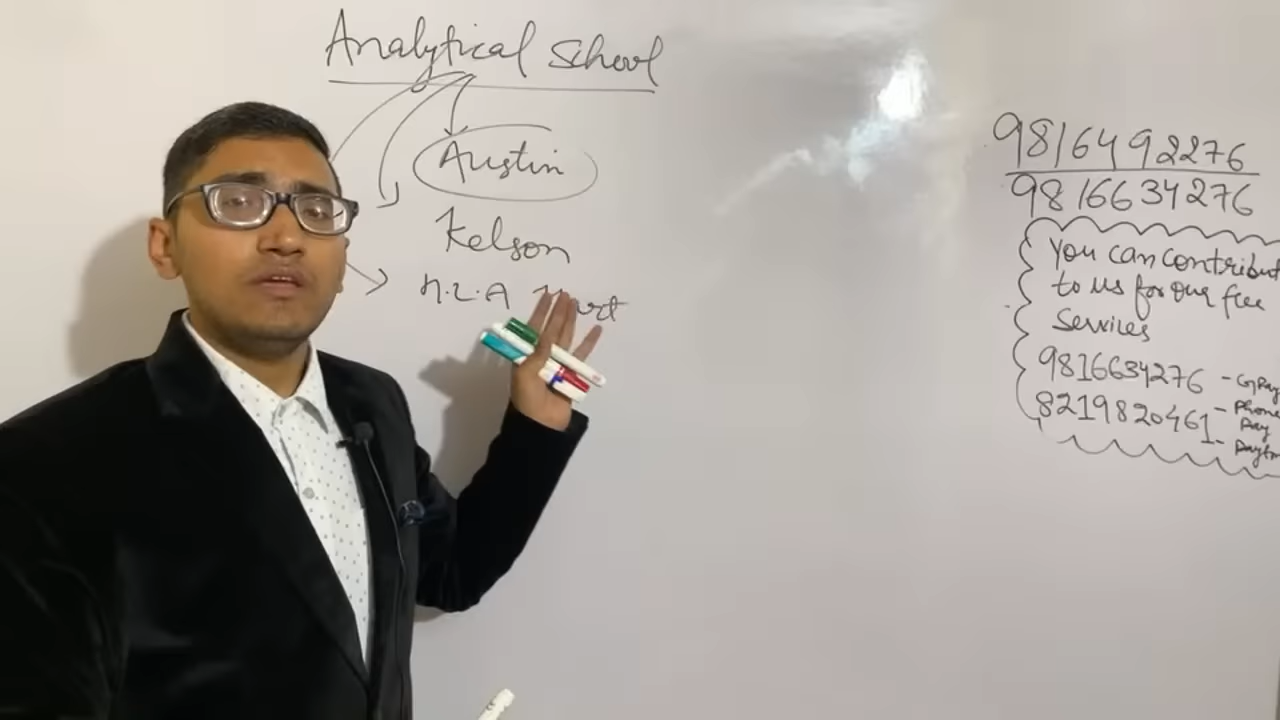 Analytical School
Austin
Kelson
H.L.A
9816492276
9816634276
You can contribut
to us for our free
Services
9816634276 - GPay
8219820461 - Phone
Pay
- Paytm